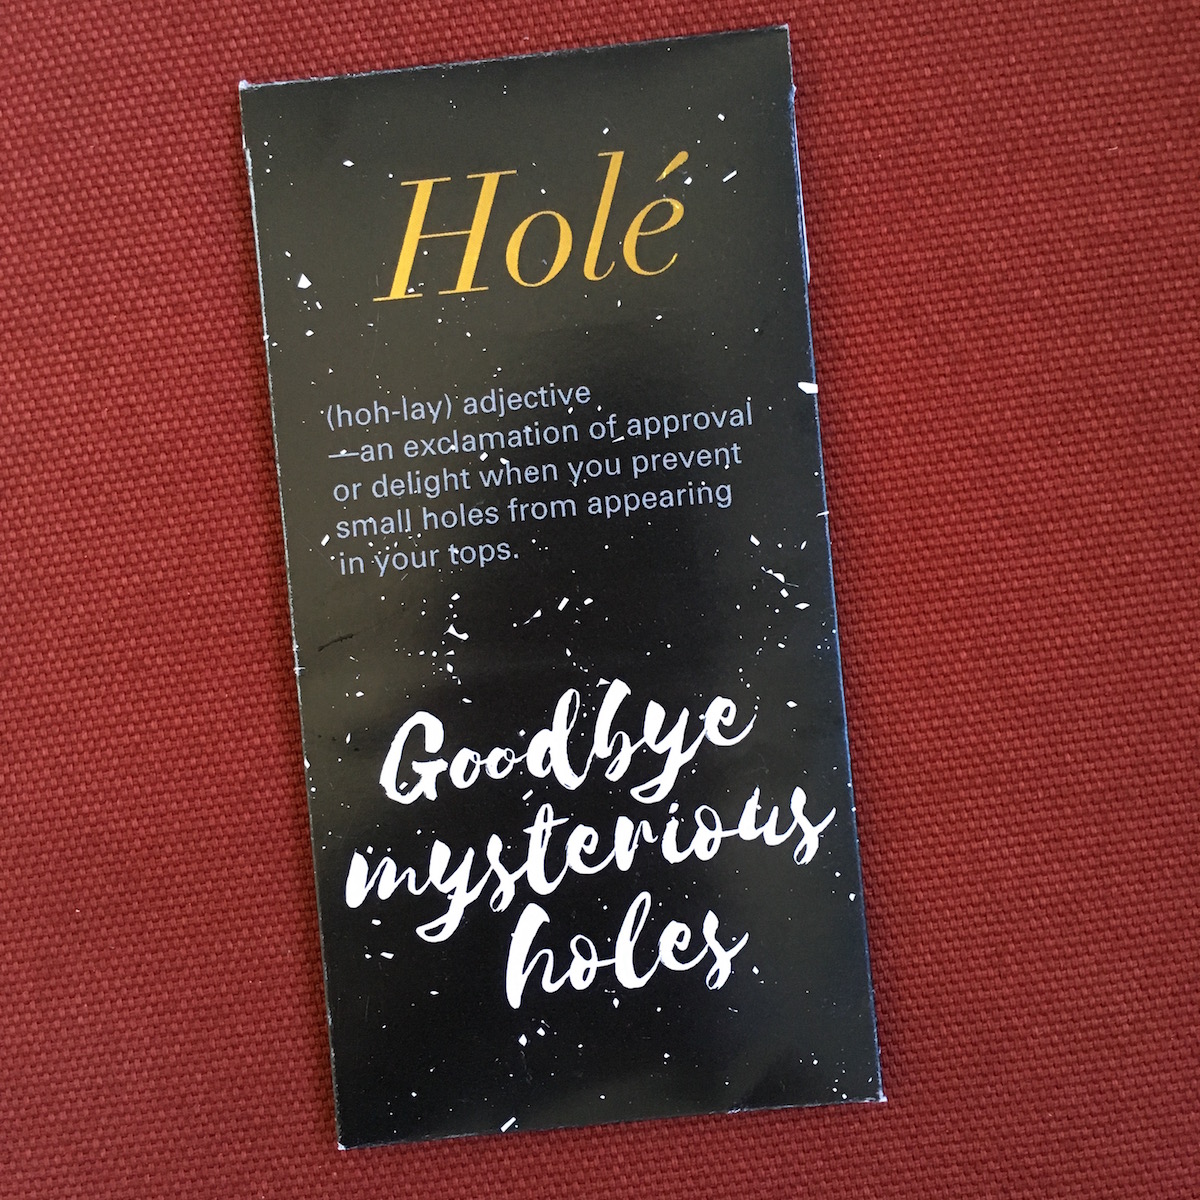 Holé
(hoh-lay) adjective
—an exclamation of approval
or delight when you prevent
small holes from appearing
in your tops.
Goodbye
mysterious
holes